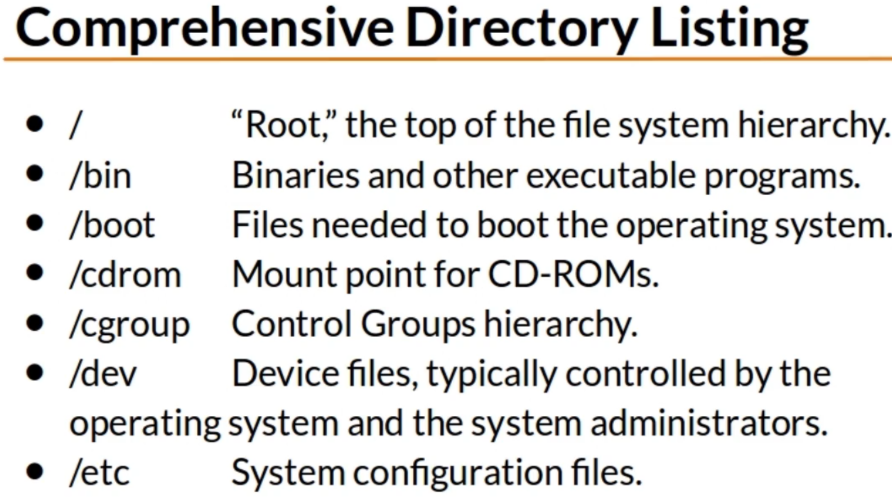 Comprehensive Directory Listing
● / “Root,” the top of the file system hierarchy.
● /bin Binaries and other executable programs.
● /boot Files needed to boot the operating system.
● /cdrom Mount point for CD-ROMs.
● /cgroup Control Groups hierarchy.
● /dev Device files, typically controlled by the
operating system and the system administrators.
● /etc System configuration files.